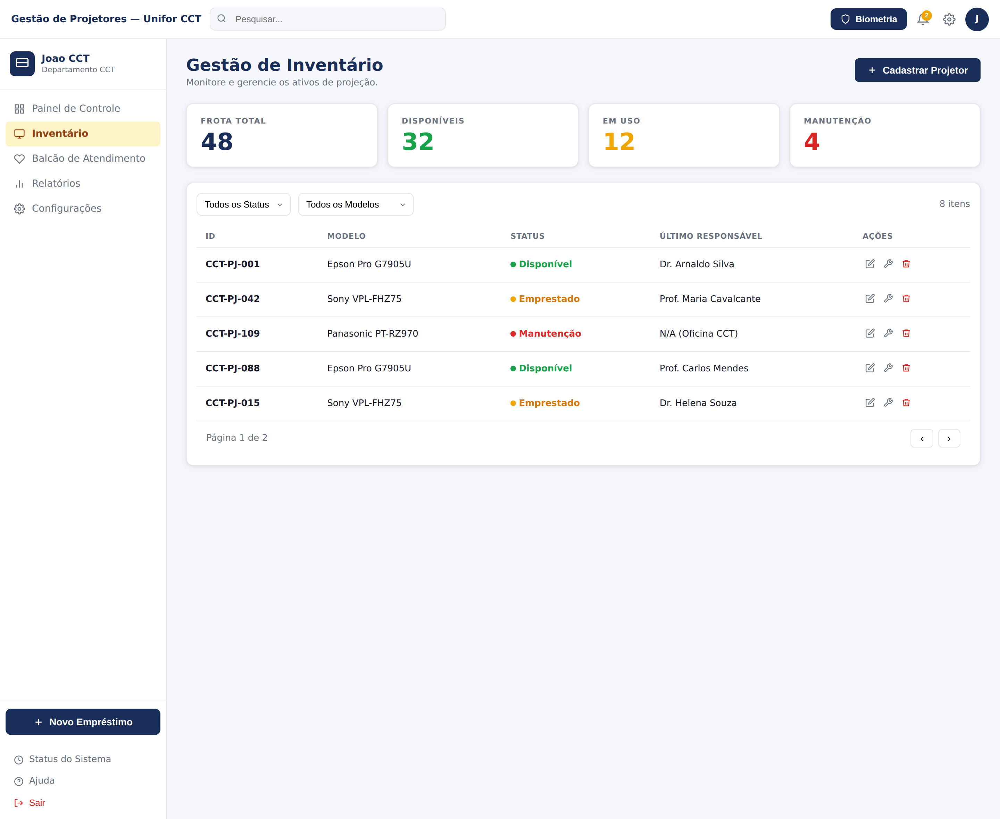 Gestão de Projetores — Unifor CCT
Pesquisar...
Biometria
2
J
Joao CCT
Departamento CCT
Painel de Controle
Inventário
Balcão de Atendimento
Relatórios
Configurações
Novo Empréstimo
Status do Sistema
Ajuda
Sair
Gestão de Inventário
Monitore e gerencie os ativos de projeção.
Cadastrar Projetor
FROTA TOTAL
48
DISPONÍVEIS
32
EM USO
12
MANUTENÇÃO
4
Todos os Status
Todos os Modelos
8 itens
ID MODELO STATUS ÚLTIMO RESPONSÁVEL AÇÕES
CCT-PJ-001 Epson Pro G7905U Disponível Dr. Arnaldo Silva
CCT-PJ-042 Sony VPL-FHZ75 Emprestado Prof. Maria Cavalcante
CCT-PJ-109 Panasonic PT-RZ970 Manutenção N/A (Oficina CCT)
CCT-PJ-088 Epson Pro G7905U Disponível Prof. Carlos Mendes
CCT-PJ-015 Sony VPL-FHZ75 Emprestado Dr. Helena Souza
Página 1 de 2
‹ ›